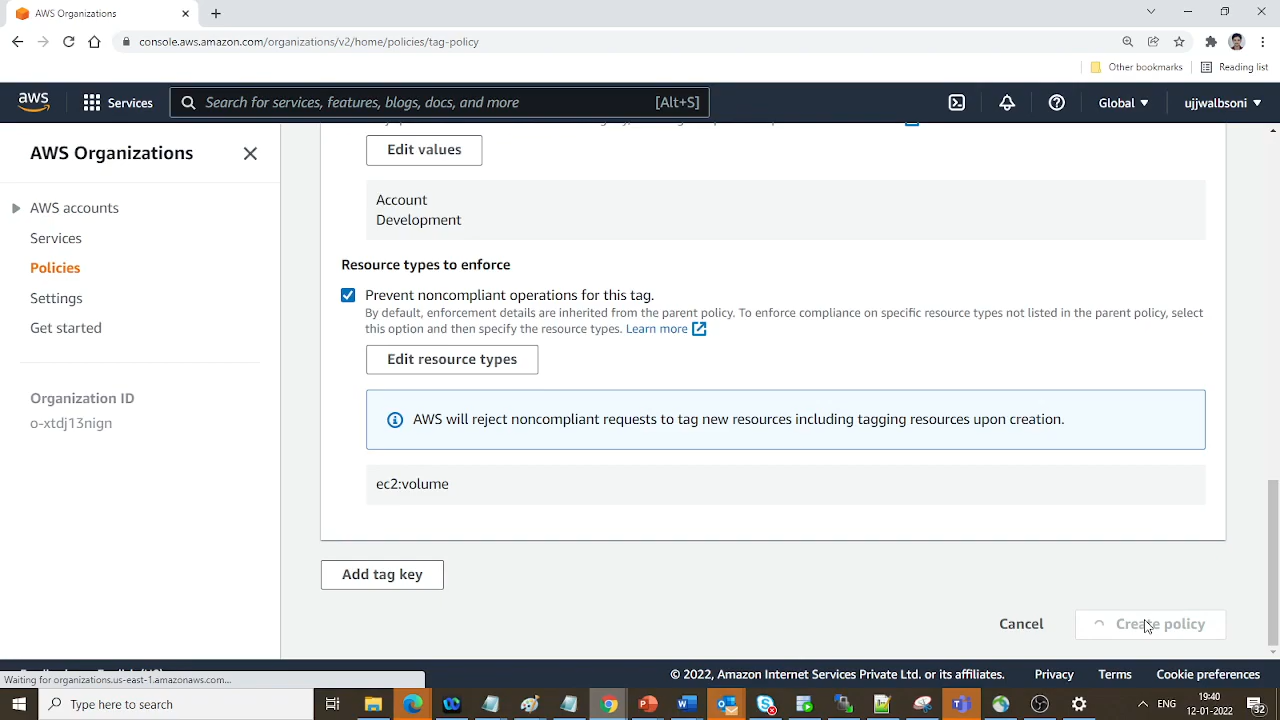 AWS Organizations
console.aws.amazon.com/organizations/v2/home/policies/tag-policy
Other bookmarks
Reading list
aws
Services
Search for services, features, blogs, docs, and more
[Alt+S]
Global
ujjwalbsoni
AWS Organizations
AWS accounts
Services
Policies
Settings
Get started
Organization ID
o-xtdj13nign
Edit values
Account
Development
Resource types to enforce
Prevent noncompliant operations for this tag.
By default, enforcement details are inherited from the parent policy. To enforce compliance on specific resource types not listed in the parent policy, select
this option and then specify the resource types. Learn more
Edit resource types
AWS will reject noncompliant requests to tag new resources including tagging resources upon creation.
ec2:volume
Add tag key
Cancel
Create policy
© 2022, Amazon Internet Services Private Ltd. or its affiliates.
Privacy
Terms
Cookie preferences
Waiting for organizations.us-east-1.amazonaws.com...
Type here to search
ENG
19:40
12-01-2022